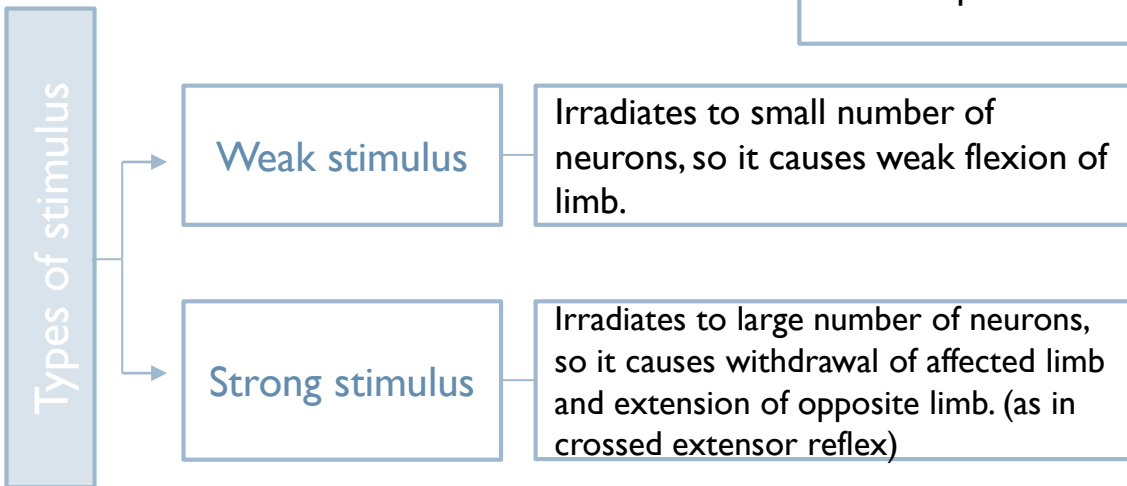 Types of stimulus
Weak stimulus
Irradiates to small number of
neurons, so it causes weak flexion of
limb.
Strong stimulus
Irradiates to large number of neurons,
so it causes withdrawal of affected limb
and extension of opposite limb. (as in
crossed extensor reflex)